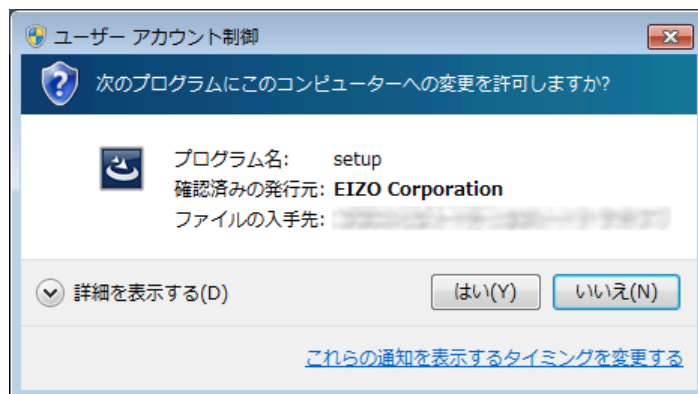 ユーザー アカウント制御
次のプログラムにこのコンピューターへの変更を許可しますか?
プログラム名: setup
確認済みの発行元: EIZO Corporation
ファイルの入手先:
詳細を表示する(D) はい(Y) いいえ(N)
これらの通知を表示するタイミングを変更する